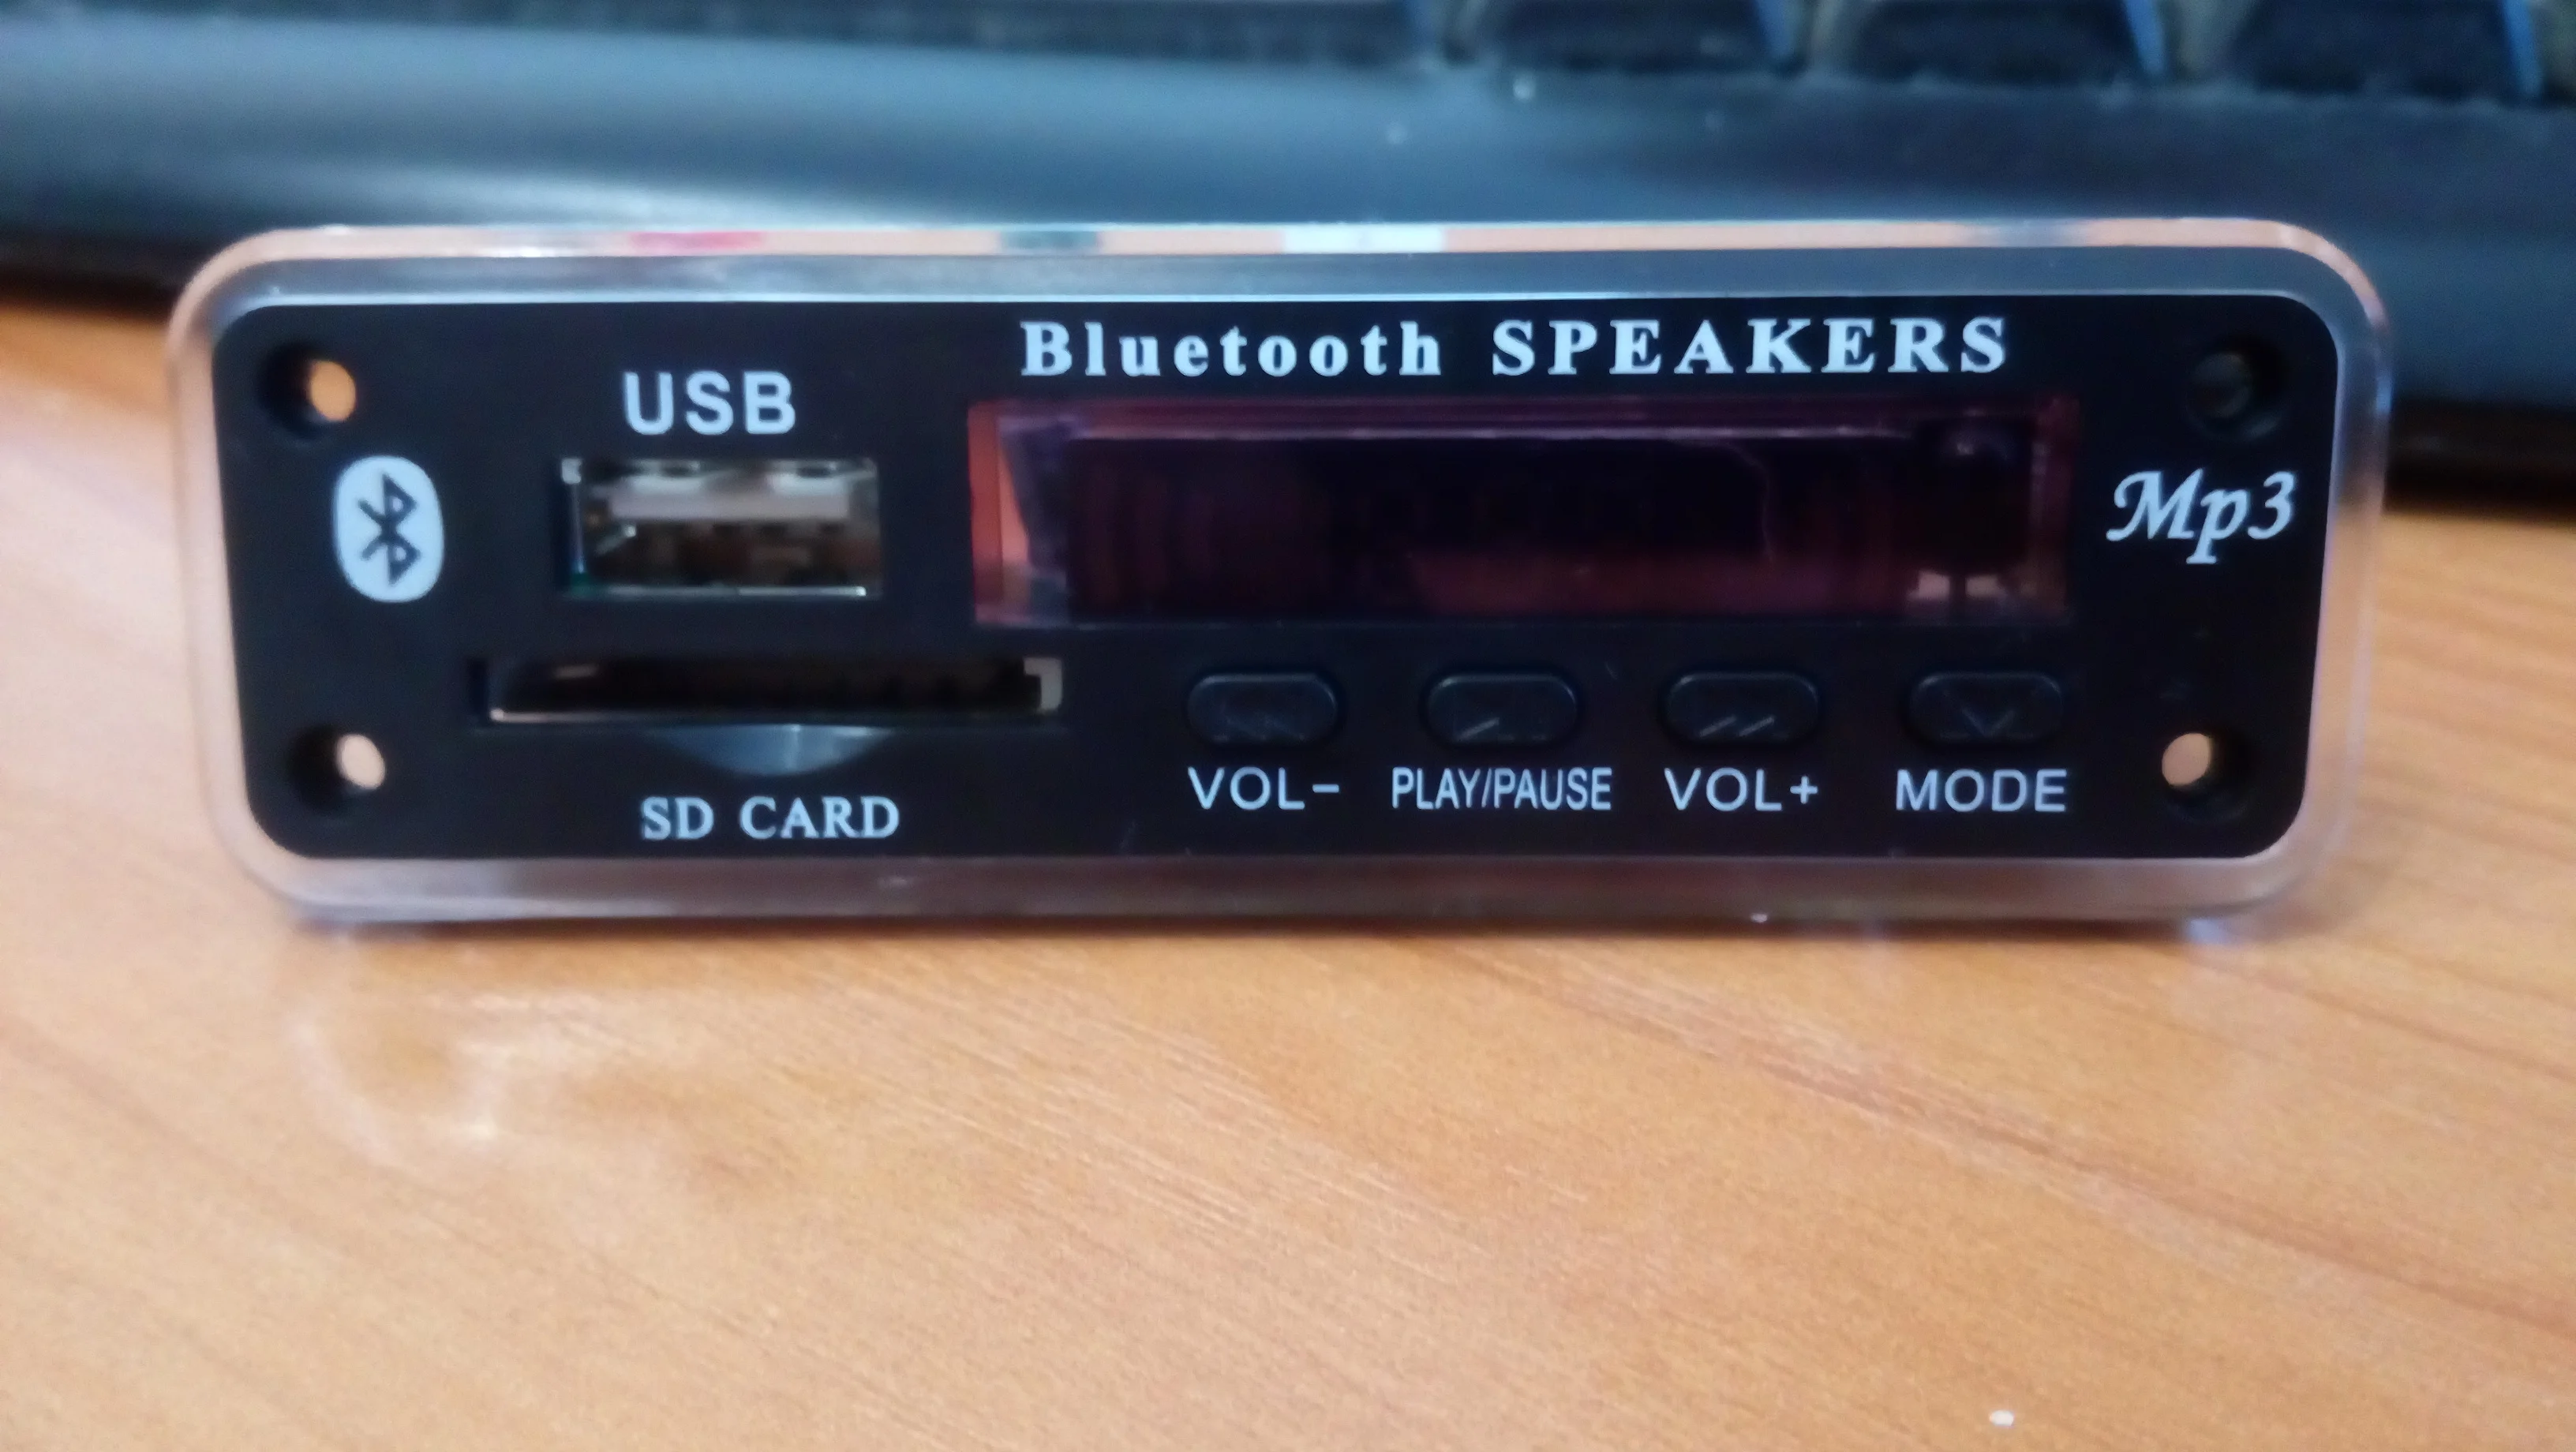 Bluetooth SPEAKERS
USB
Mp3
VOL-
PLAY/PAUSE
VOL+
MODE
SD CARD